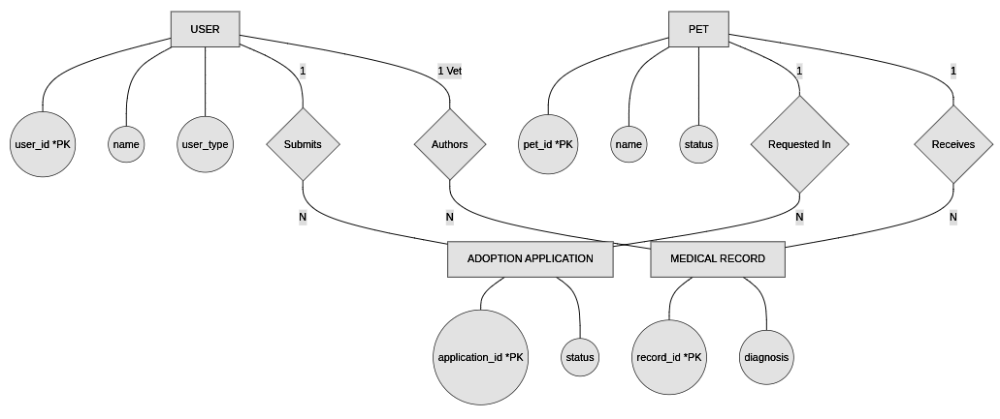 USER
PET
1
1 Vet
1
1
user_id *PK
name
user_type
Submits
Authors
pet_id *PK
name
status
Requested In
Receives
N
N
N
N
ADOPTION APPLICATION
MEDICAL RECORD
application_id *PK
status
record_id *PK
diagnosis